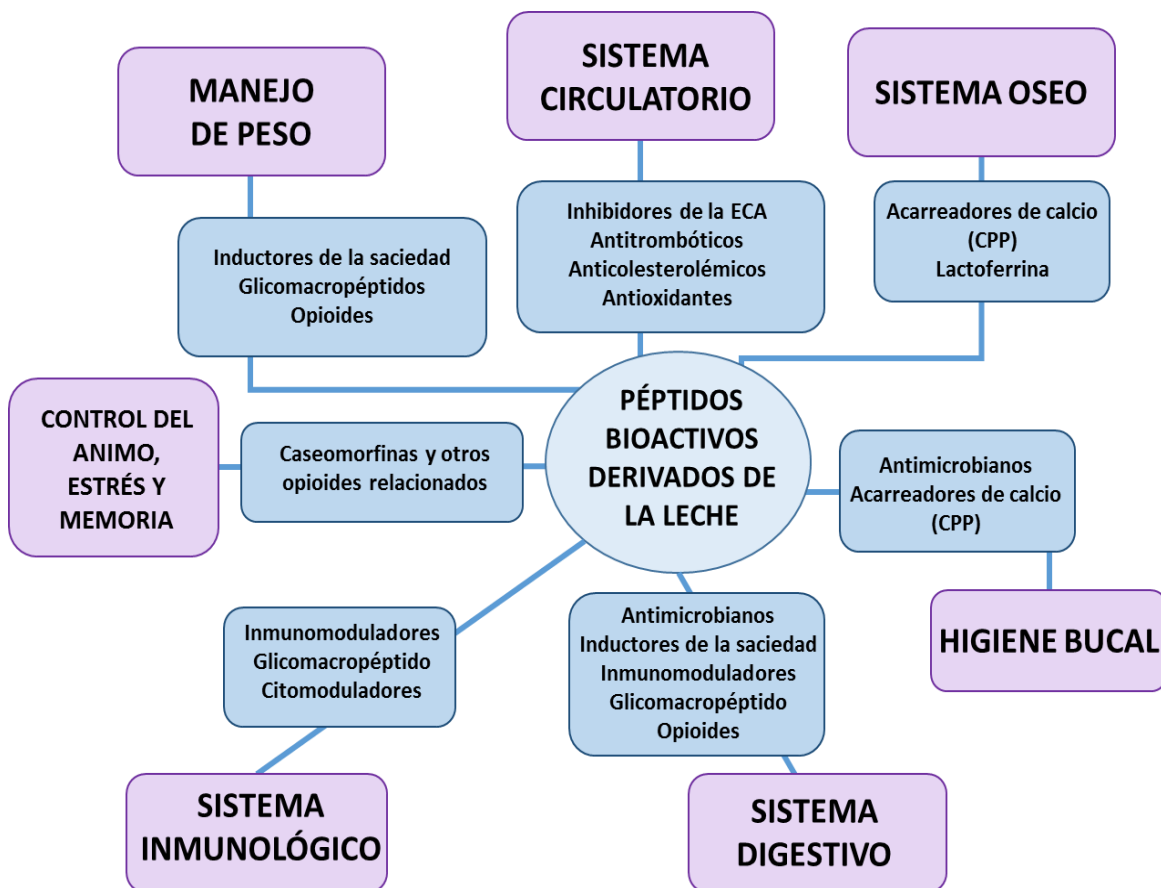 MANEJO
DE PESO
SISTEMA
CIRCULATORIO
SISTEMA OSEO
Inductores de la saciedad
Glicomacropéptidos
Opioides
Inhibidores de la ECA
Antitrombóticos
Anticolesterolémicos
Antioxidantes
Acarreadores de calcio
(CPP)
Lactoferrina
CONTROL DEL
ANIMO,
ESTRÉS Y
MEMORIA
Caseomorfinas y otros
opioides relacionados
PÉPTIDOS
BIOACTIVOS
DERIVADOS DE
LA LECHE
Antimicrobianos
Acarreadores de calcio
(CPP)
HIGIENE BUCAL
Inmunomoduladores
Glicomacropéptido
Citomoduladores
Antimicrobianos
Inductores de la sociedad
Inmunomoduladores
Glicomacropéptido
Opioides
SISTEMA
INMUNOLÓGICO
SISTEMA
DIGESTIVO